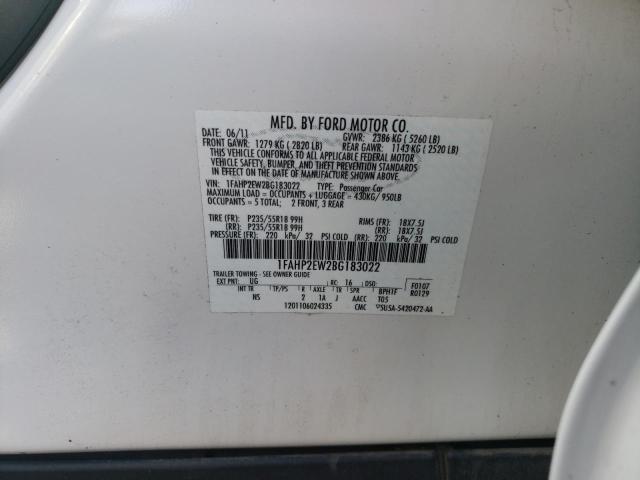 MFD. BY FORD MOTOR CO.
DATE: 06/11 GVWR: 2386 KG ( 5260 LB)
FRONT GAWR: 1279 KG ( 2820 LB) REAR GAWR: 1143 KG ( 2520 LB)
THIS VEHICLE CONFORMS TO ALL APPLICABLE FEDERAL MOTOR
VEHICLE SAFETY, BUMPER, AND THEFT PREVENTION STANDARDS
IN EFFECT ON THE DATE OF MANUFACTURE SHOWN ABOVE.
VIN: 1FAHP2EW2BG183022 TYPE: Passenger Car
MAXIMUM LOAD = OCCUPANTS + LUGGAGE = 430KG/ 950LB
OCCUPANTS = 5 TOTAL; 2 FRONT, 3 REAR
TIRE (FR): P235/55R18 99H RIMS (FR): 18X7.5J
(RR): P235/55R18 99H (RR): 18X7.5J
PRESSURE (FR): 220 kPa/ 32 PSI COLD (RR): 220 kPa/ 32 PSI COLD
1FAHP2EW2BG183022
TRAILER TOWING - SEE OWNER GUIDE
EXT PNT: UG RC: 16 DSO: F0107
R0129
INT TR TP/PS R AXLE TR SPR BPH1F
NS 2 1A J AACC T05
1201106024335 CMC 5U5A-5420472-AA